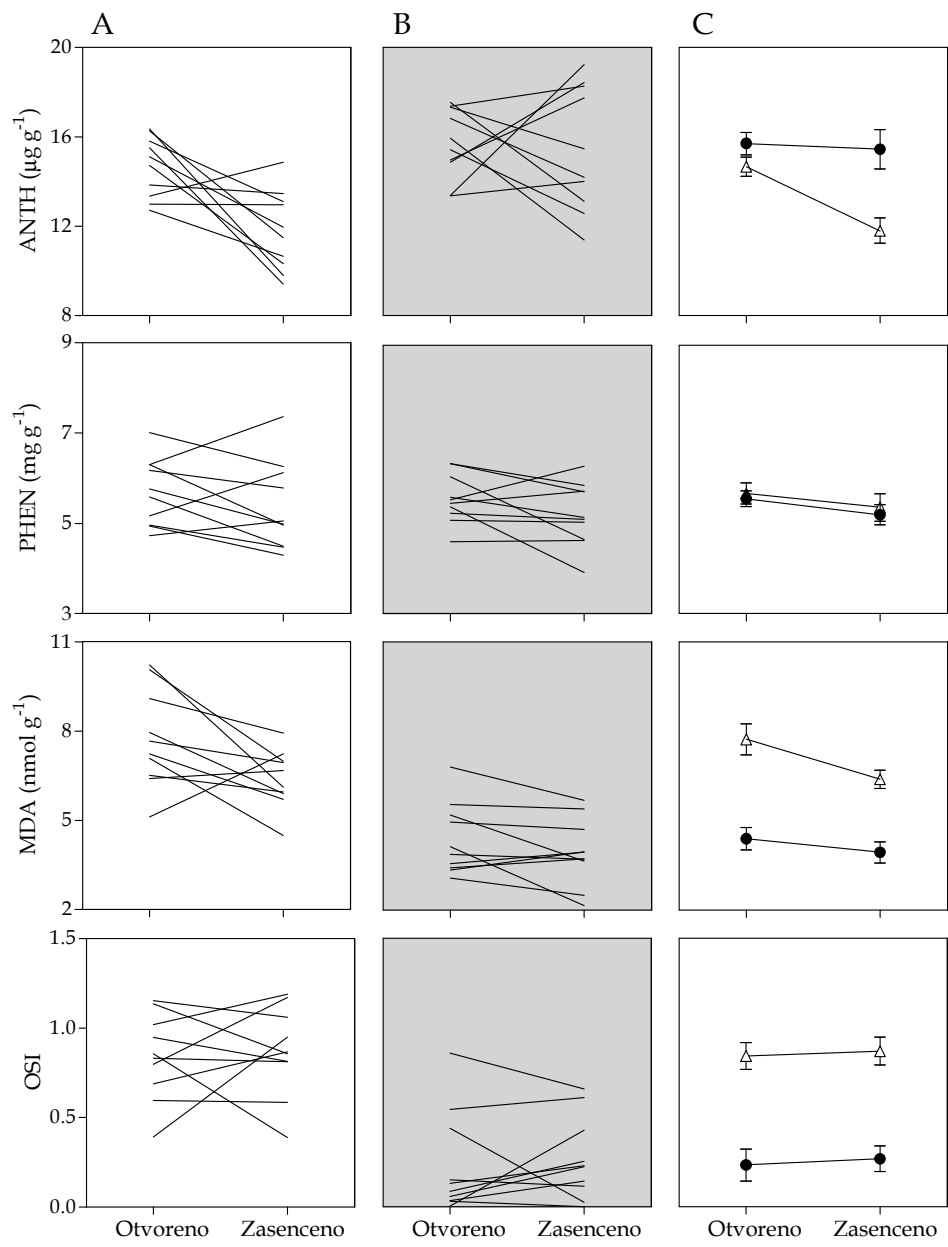 A B C
20
16
12
8
ANTH (µg g⁻¹)
9
7
5
3
PHEN (mg g⁻¹)
11
8
5
2
MDA (nmol g⁻¹)
1.5
1.0
0.5
0.0
OSI
Otvoreno Zasenceno Otvoreno Zasenceno Otvoreno Zasenceno